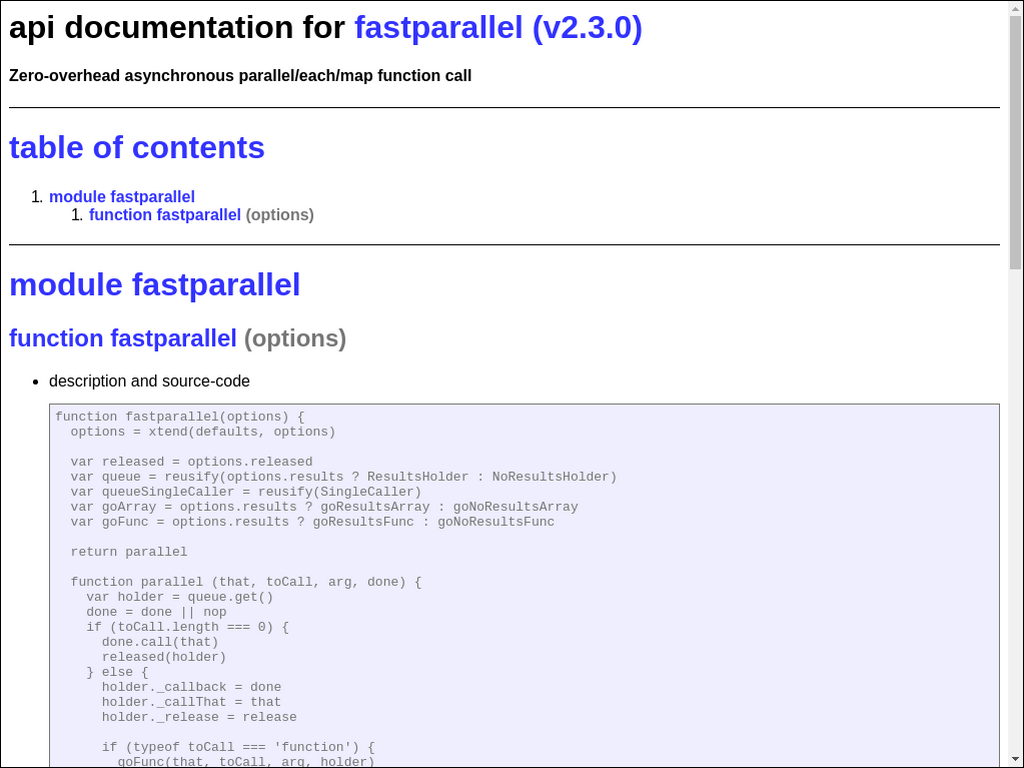 api documentation for fastparallel (v2.3.0)
Zero-overhead asynchronous parallel/each/map function call
table of contents
1. module fastparallel
1. function fastparallel (options)
module fastparallel
function fastparallel (options)
• description and source-code
function fastparallel(options) {
  options = xtend(defaults, options)

  var released = options.released
  var queue = reusify(options.results ? ResultsHolder : NoResultsHolder)
  var queueSingleCaller = reusify(SingleCaller)
  var goArray = options.results ? goResultsArray : goNoResultsArray
  var goFunc = options.results ? goResultsFunc : goNoResultsFunc

  return parallel

  function parallel (that, toCall, arg, done) {
    var holder = queue.get()
    done = done || nop
    if (toCall.length === 0) {
      done.call(that)
      released(holder)
    } else {
      holder._callback = done
      holder._callThat = that
      holder._release = release

      if (typeof toCall === 'function') {
        goFunc(that, toCall, arg, holder)